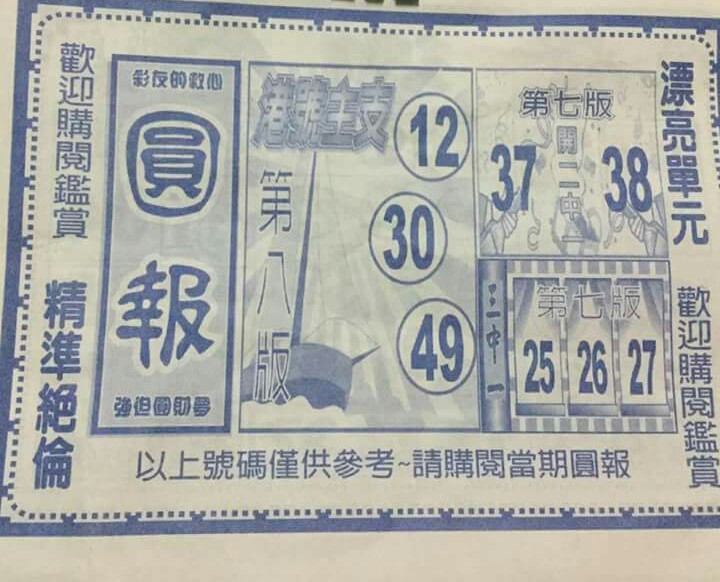 歡迎購閱鑑賞
精準絕倫
彩友的救心
圓報
強但圓財夢
港號主支
第八版
12
30
49
第七版
開二中一
37
38
三中一
第七版
25
26
27
漂亮單元
歡迎購閱鑑賞
以上號碼僅供參考~請購閱當期圓報